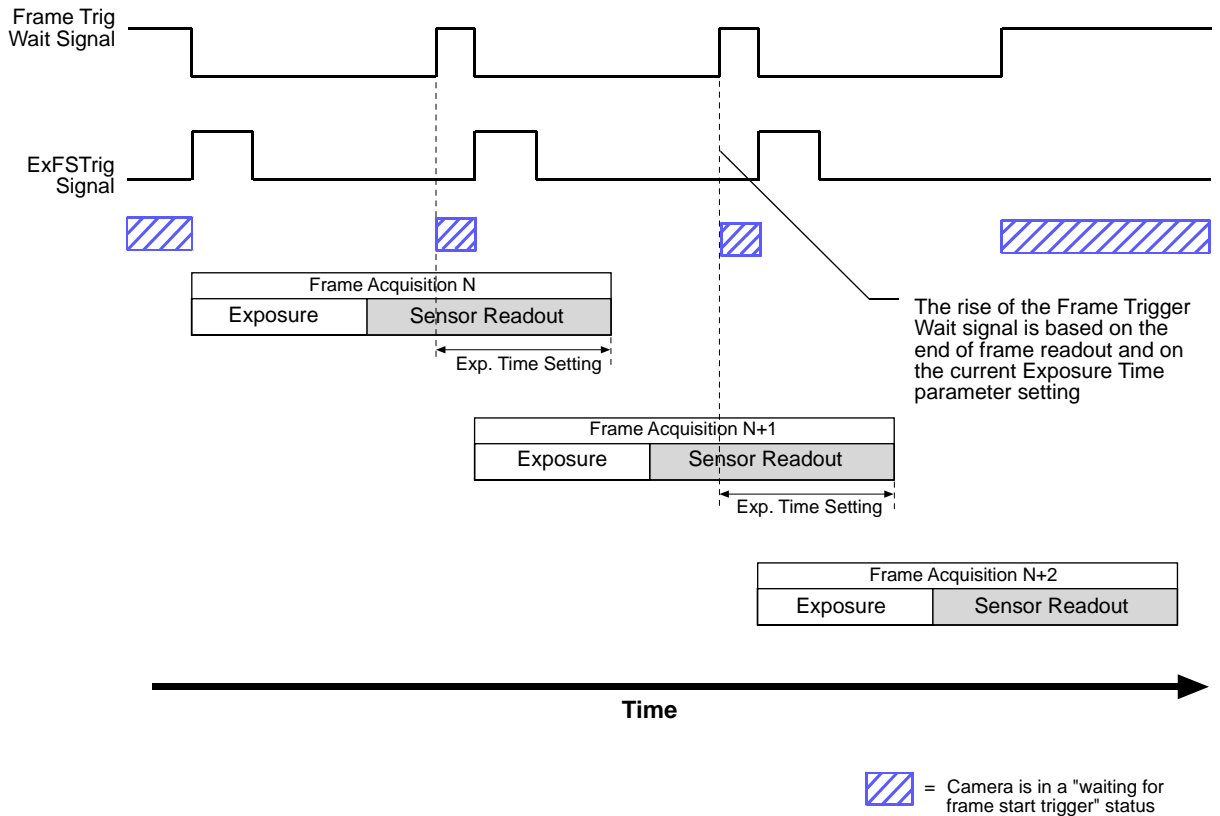 Frame Trig
Wait Signal
ExFSTrig
Signal
Frame Acquisition N
Exposure
Sensor Readout
Exp. Time Setting
The rise of the Frame Trigger
Wait signal is based on the
end of frame readout and on
the current Exposure Time
parameter setting
Frame Acquisition N+1
Exposure
Sensor Readout
Exp. Time Setting
Frame Acquisition N+2
Exposure
Sensor Readout
Time
= Camera is in a "waiting for
frame start trigger" status